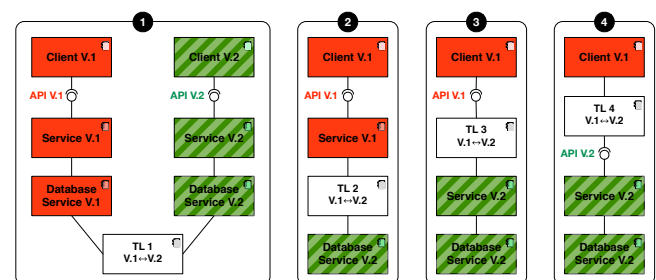 1
2
3
4
Client V.1
Client V.2
Client V.1
Client V.1
Client V.1
API V.1
API V.2
API V.1
API V.1
TL 4
V.1↔V.2
Service V.1
Service V.2
Service V.1
TL 3
V.1↔V.2
API V.2
Database
Service V.1
Database
Service V.2
TL 2
V.1↔V.2
Service V.2
Service V.2
TL 1
V.1↔V.2
Database
Service V.2
Database
Service V.2
Database
Service V.2